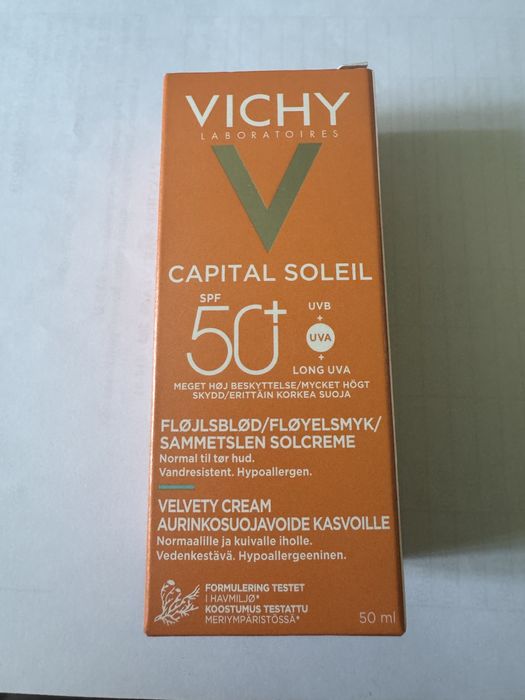 VICHY
LABORATOIRES
CAPITAL SOLEIL
SPF
50+
UVB
+
UVA
+
LONG UVA
MEGET HØJ BESKYTTELSE/MYCKET HÖGT
SKYDD/ERITTÄIN KORKEA SUOJA
FLØJLSBLØD/FLØYELSMYK/
SAMMETSLEN SOLCREME
Normal til tør hud.
Vandresistent. Hypoallergen.
VELVETY CREAM
AURINKOSUOJAVOIDE KASVOILLE
Normaalille ja kuivalle iholle.
Vedenkestävä. Hypoallergeeninen.
FORMULERING TESTET
I HAVMILJØ*
KOOSTUMUS TESTATTU
MERIYMPÄRISTÖSSÄ*
50 ml